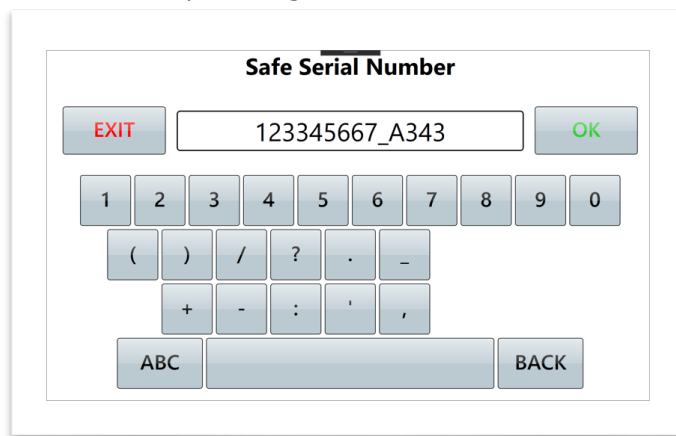 Safe Serial Number
EXIT 123345667_A343 OK
1 2 3 4 5 6 7 8 9 0
( ) / ? . _
+ - : ' ,
ABC BACK